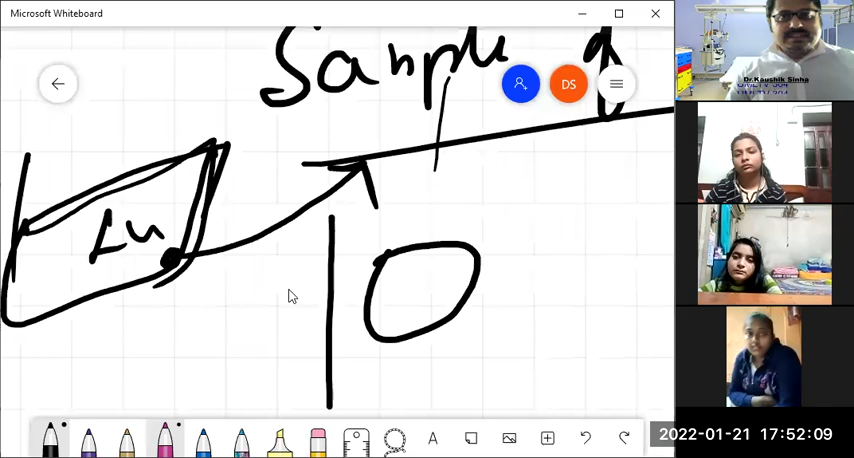 Microsoft Whiteboard
Sample
DS
Lu
10
A
Dr.Kaushik Sinha
2022-01-21 17:52:09